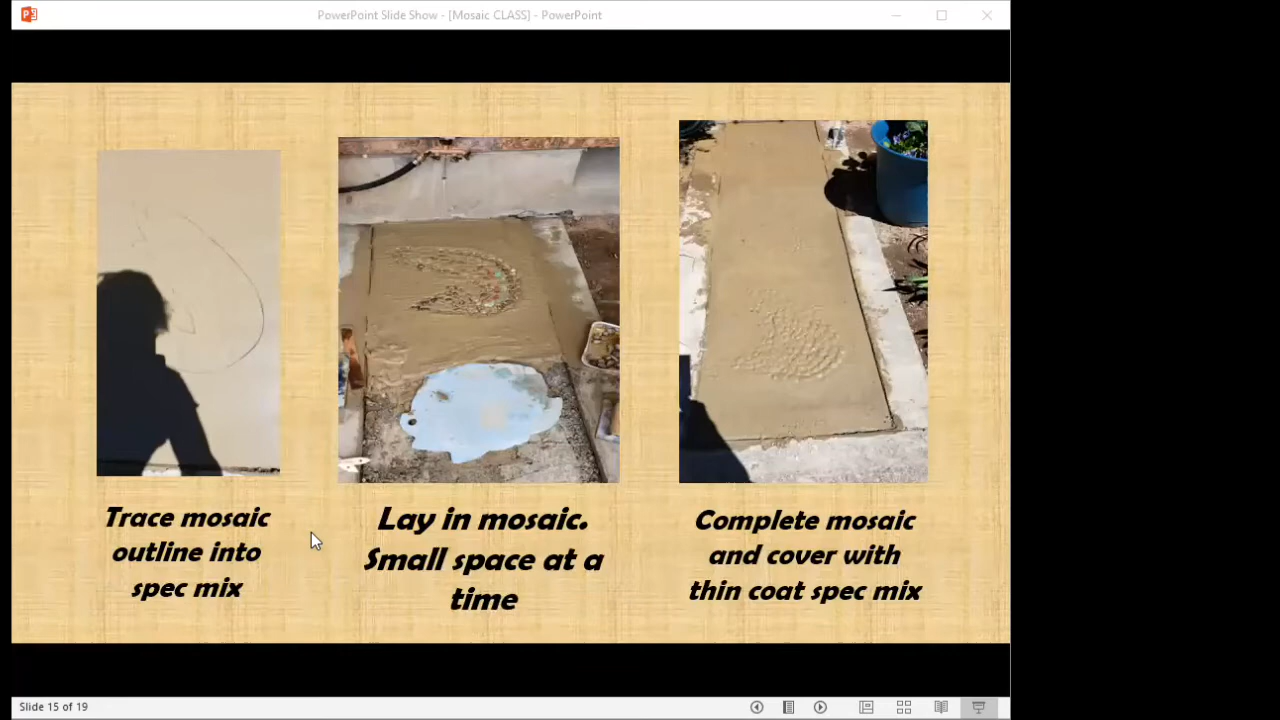 PowerPoint Slide Show - [Mosaic CLASS] - PowerPoint
Trace mosaic
outline into
spec mix
Lay in mosaic.
Small space at a
time
Complete mosaic
and cover with
thin coat spec mix
Slide 15 of 19